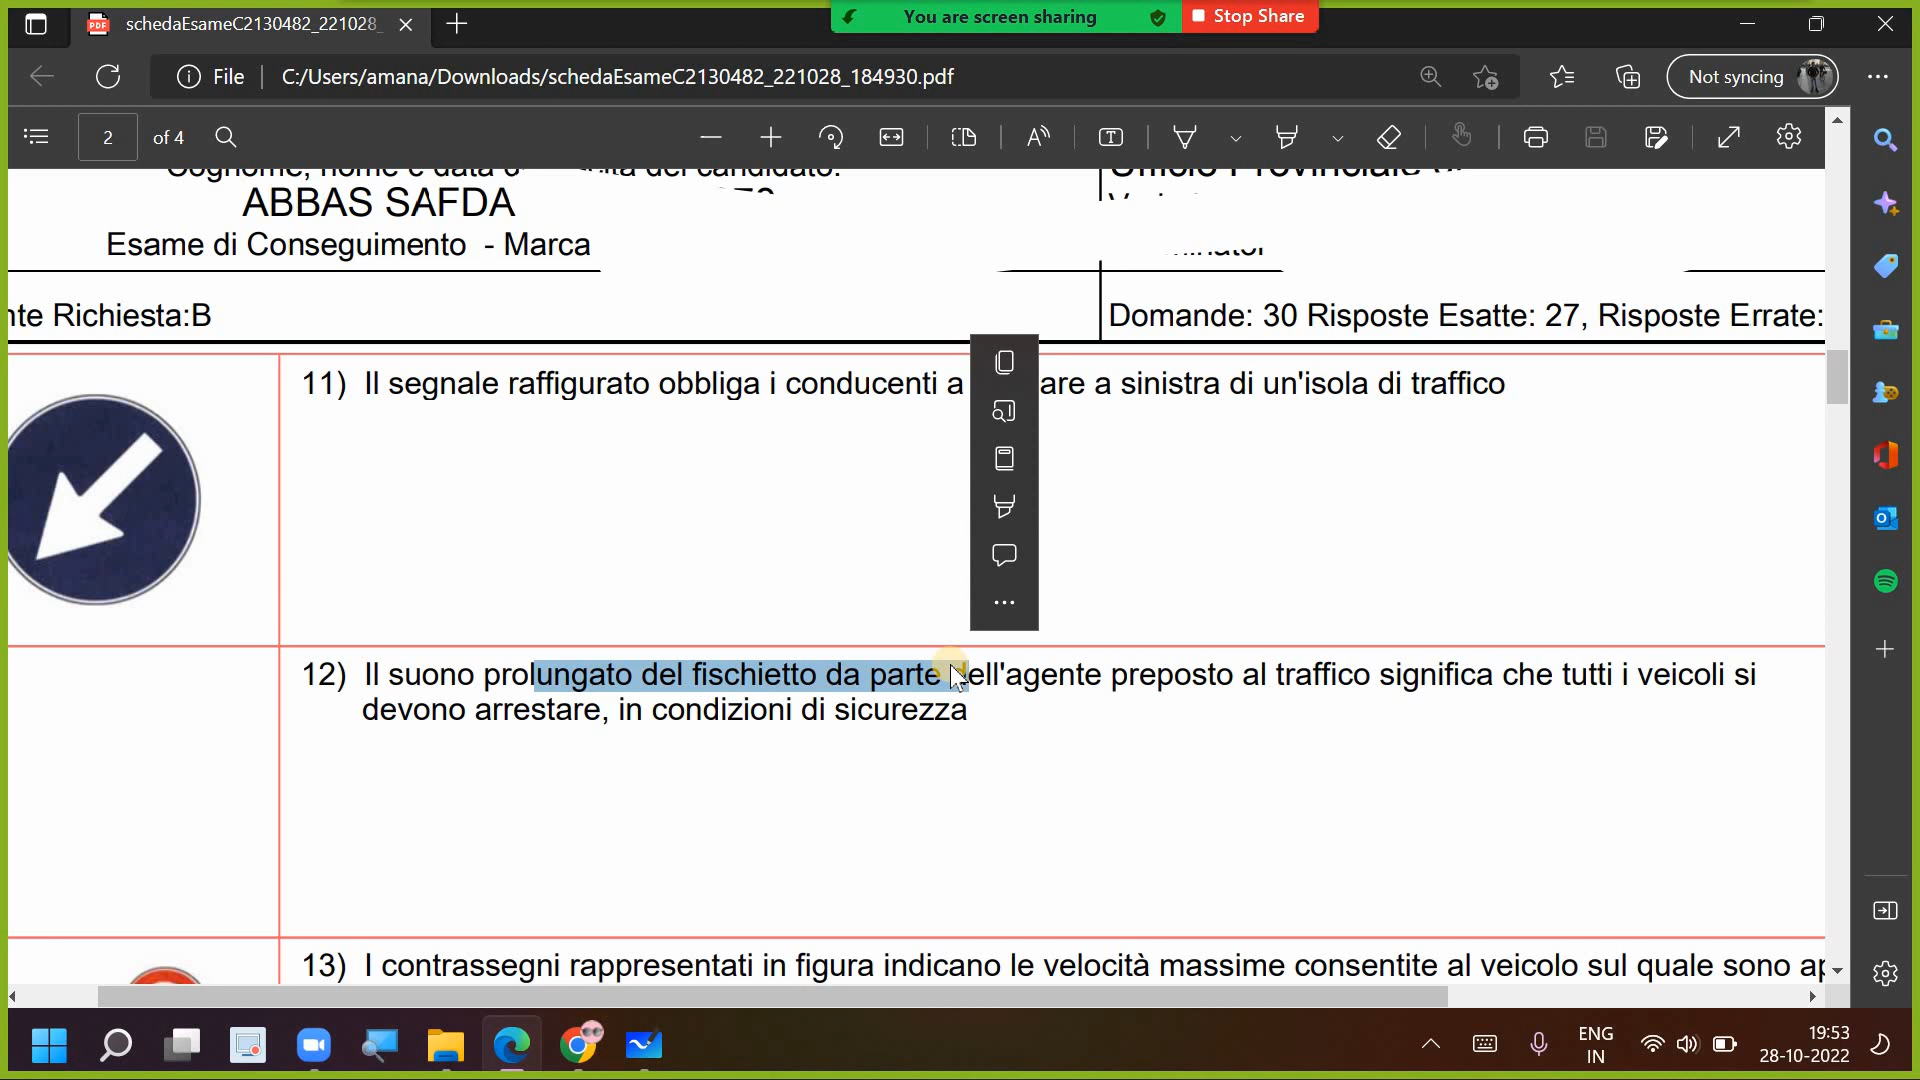 schedaEsameC2130482_221028_
You are screen sharing
Stop Share
File
C:/Users/amana/Downloads/schedaEsameC2130482_221028_184930.pdf
Not syncing
2 of 4
ABBAS SAFDA
Esame di Conseguimento - Marca
nte Richiesta:B
Domande: 30 Risposte Esatte: 27, Risposte Errate:
11) Il segnale raffigurato obbliga i conducenti a are a sinistra di un'isola di traffico
12) Il suono prolungato del fischietto da parte dell'agente preposto al traffico significa che tutti i veicoli si
devono arrestare, in condizioni di sicurezza
13) I contrassegni rappresentati in figura indicano le velocità massime consentite al veicolo sul quale sono ap
ENG
IN
19:53
28-10-2022